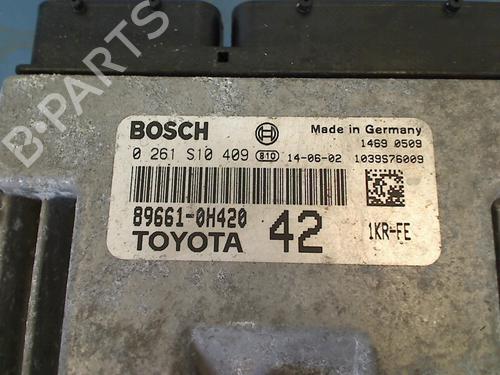 B-PARTS
BOSCH
Made in Germany
1469 0509
0 261 S10 409 810 14-06-02 1039S76009
89661-0H420
TOYOTA 42 1KR-FE